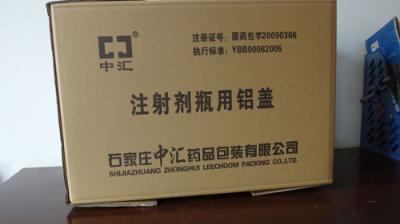 中汇
注册证号：国药包字20090366
执行标准：YBB00082005
注射剂瓶用铝盖
石家庄中汇药品包装有限公司
SHIJIAZHUANG ZHONGHUI LEECHDOM PACKING CO.,LTD.